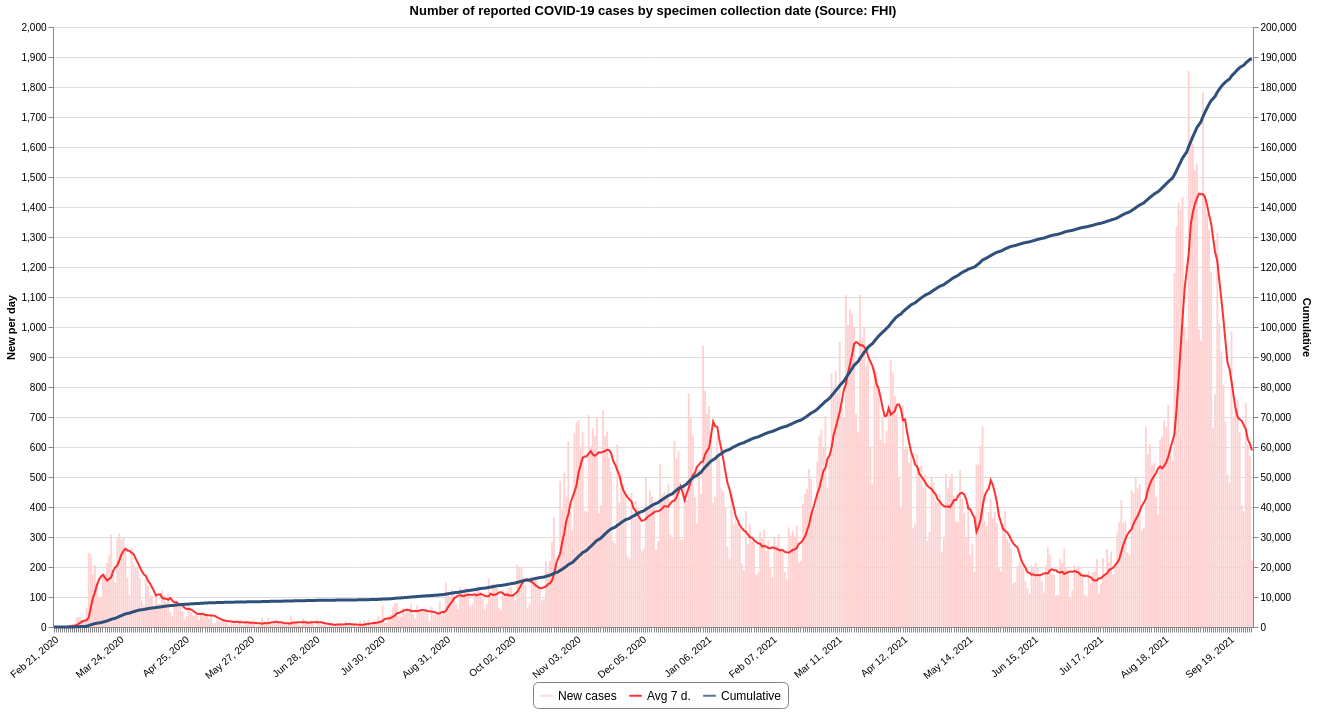 Number of reported COVID-19 cases by specimen collection date (Source: FHI)
2,000
1,900
1,800
1,700
1,600
1,500
1,400
1,300
1,200
1,100
1,000
900
800
700
600
500
400
300
200
100
0
New per day
200,000
190,000
180,000
170,000
160,000
150,000
140,000
130,000
120,000
110,000
100,000
90,000
80,000
70,000
60,000
50,000
40,000
30,000
20,000
10,000
0
Cumulative
Feb 21, 2020
Mar 24, 2020
Apr 25, 2020
May 27, 2020
Jun 28, 2020
Jul 30, 2020
Aug 31, 2020
Oct 02, 2020
Nov 03, 2020
Dec 05, 2020
Jan 06, 2021
Feb 07, 2021
Mar 11, 2021
Apr 12, 2021
May 14, 2021
Jun 15, 2021
Jul 17, 2021
Aug 18, 2021
Sep 19, 2021
New cases Avg 7 d. Cumulative